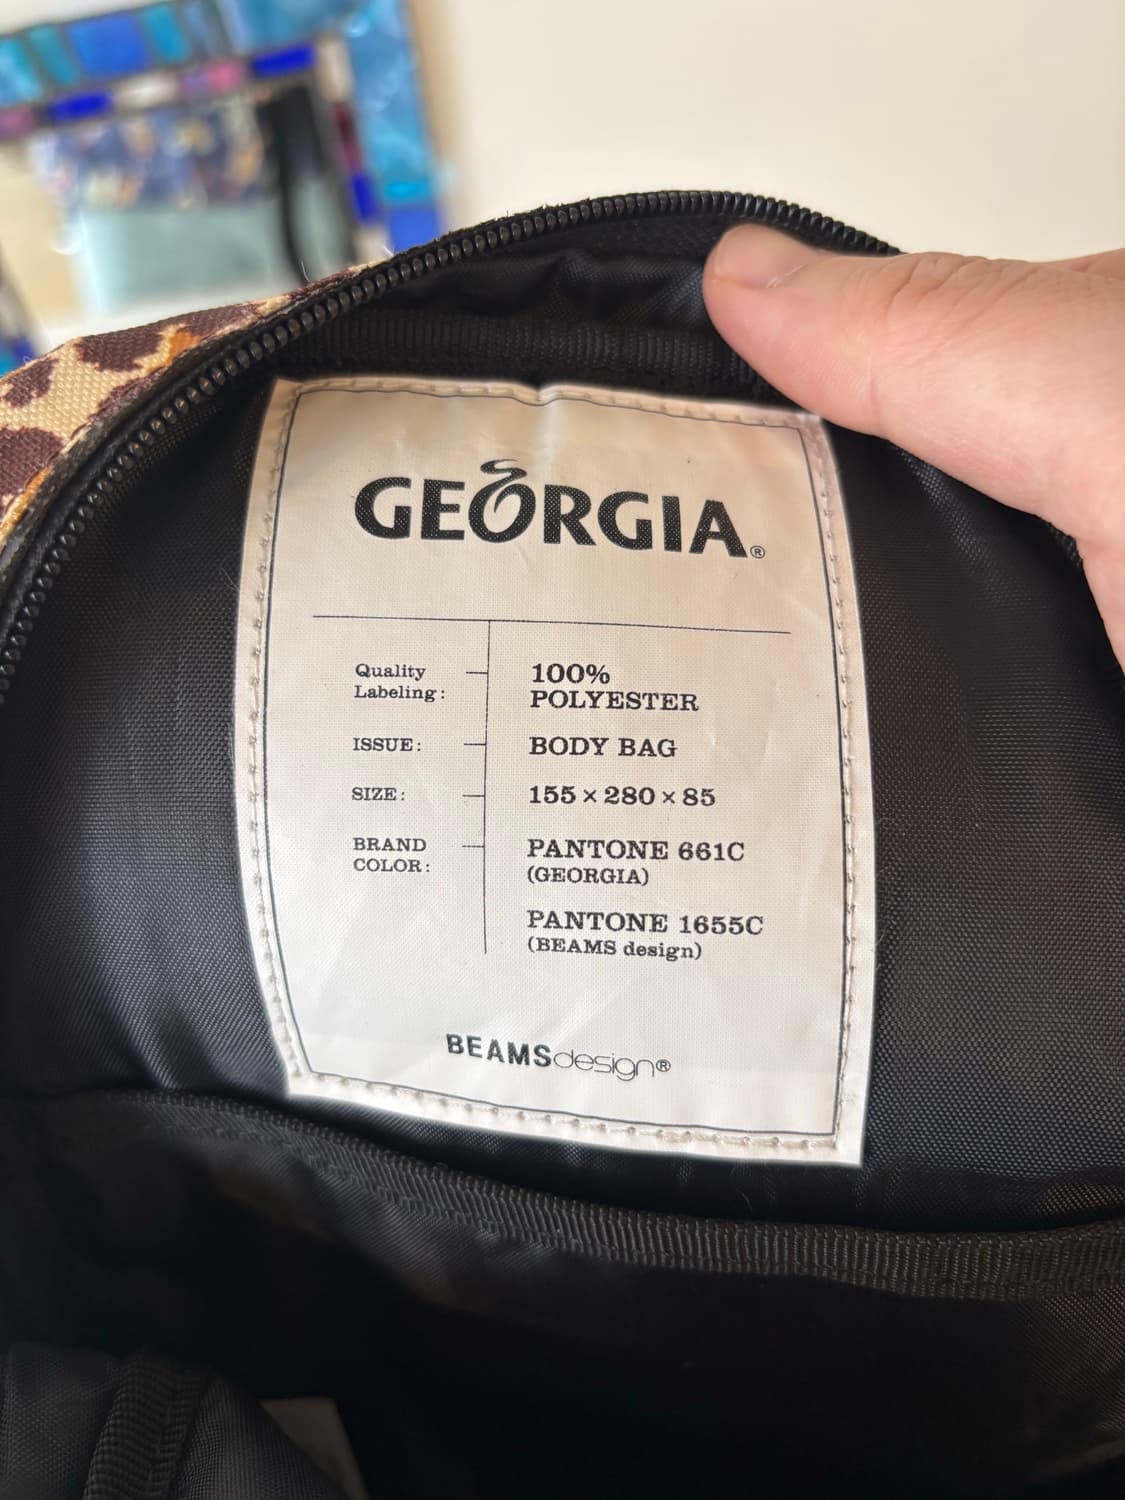 GEORGIA®
Quality
Labeling:
100%
POLYESTER
ISSUE:
BODY BAG
SIZE:
155 × 280 × 85
BRAND
COLOR:
PANTONE 661C
(GEORGIA)
PANTONE 1655C
(BEAMS design)
BEAMSdesign®